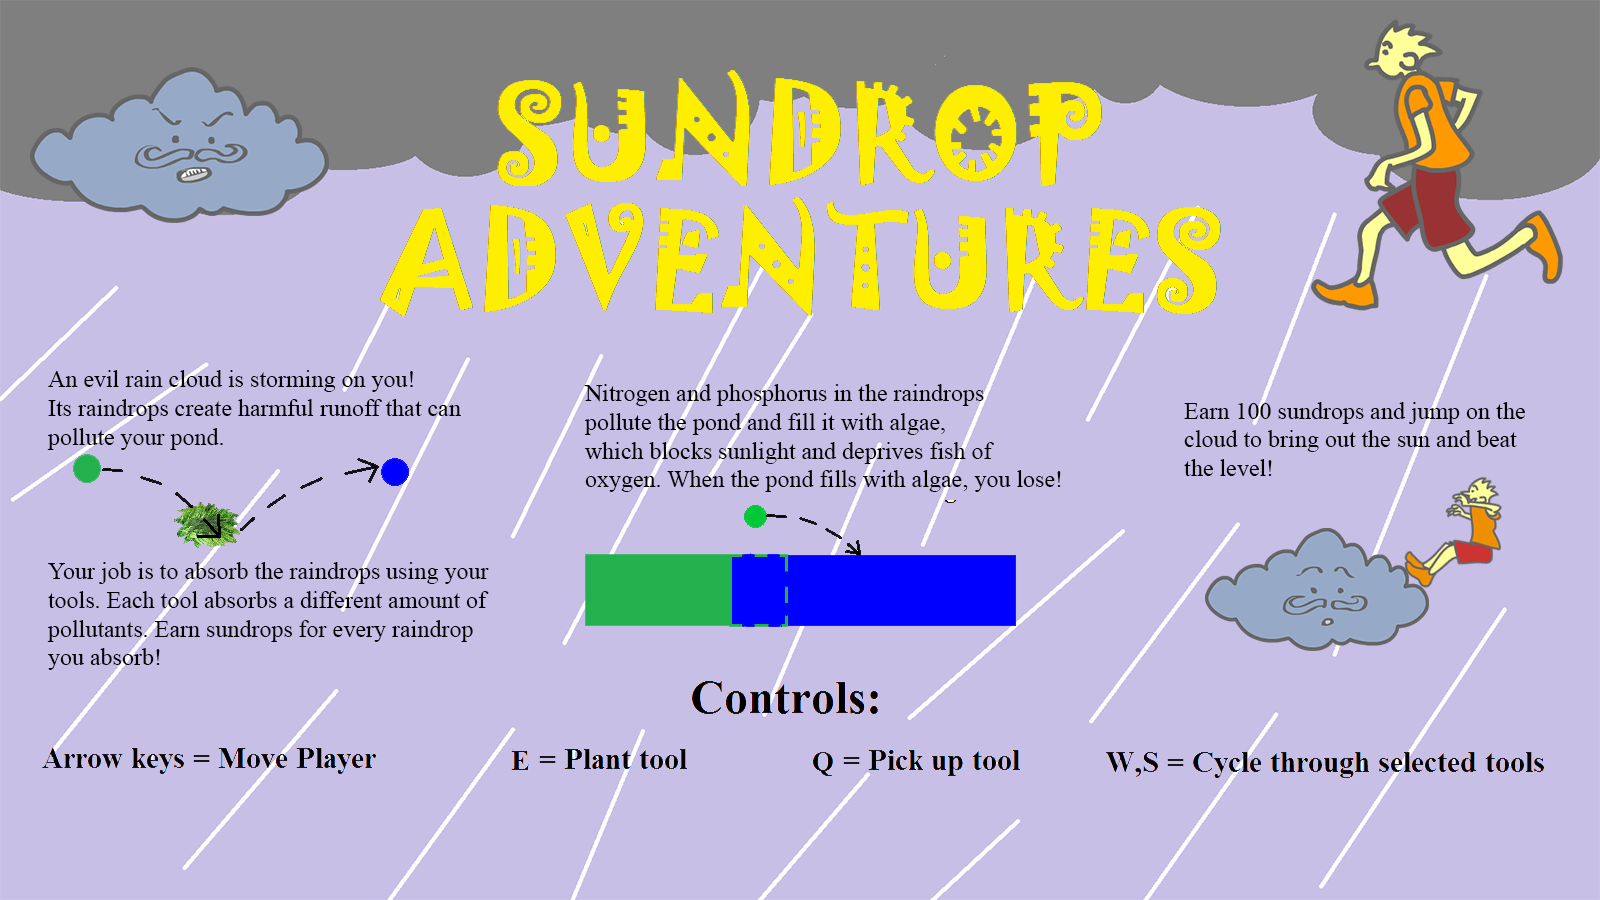 SUNDROP
ADVENTURES
An evil rain cloud is storming on you!
Its raindrops create harmful runoff that can
pollute your pond.
Your job is to absorb the raindrops using your
tools. Each tool absorbs a different amount of
pollutants. Earn sundrops for every raindrop
you absorb!
Nitrogen and phosphorus in the raindrops
pollute the pond and fill it with algae,
which blocks sunlight and deprives fish of
oxygen. When the pond fills with algae, you lose!
Earn 100 sundrops and jump on the
cloud to bring out the sun and beat
the level!
Controls:
Arrow keys = Move Player
E = Plant tool
Q = Pick up tool
W,S = Cycle through selected tools